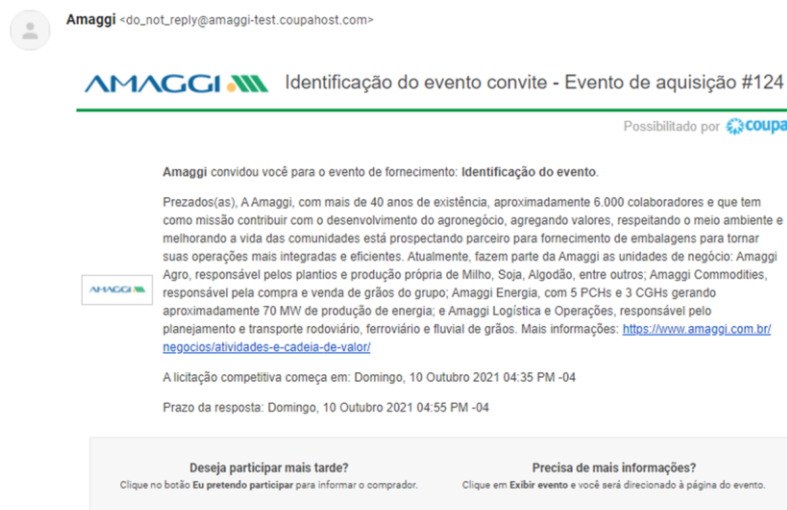 Amaggi <do_not_reply@amaggi-test.coupahost.com>
AMAGGI Identificação do evento convite - Evento de aquisição #124
Possibilitado por coupa
Amaggi convidou você para o evento de fornecimento: Identificação do evento.
Prezados(as), A Amaggi, com mais de 40 anos de existência, aproximadamente 6.000 colaboradores e que tem
como missão contribuir com o desenvolvimento do agronegócio, agregando valores, respeitando o meio ambiente e
melhorando a vida das comunidades está prospectando parceiro para fornecimento de embalagens para tornar
suas operações mais integradas e eficientes. Atualmente, fazem parte da Amaggi as unidades de negócio: Amaggi
Agro, responsável pelos plantios e produção própria de Milho, Soja, Algodão, entre outros; Amaggi Commodities,
AMAGGI
responsável pela compra e venda de grãos do grupo; Amaggi Energia, com 5 PCHs e 3 CGHs gerando
aproximadamente 70 MW de produção de energia; e Amaggi Logística e Operações, responsável pelo
planejamento e transporte rodoviário, ferroviário e fluvial de grãos. Mais informações: https://www.amaggi.com.br/
negocios/atividades-e-cadeia-de-valor/
A licitação competitiva começa em: Domingo, 10 Outubro 2021 04:35 PM -04
Prazo da resposta: Domingo, 10 Outubro 2021 04:55 PM -04
Deseja participar mais tarde?
Clique no botão Eu pretendo participar para informar o comprador.
Precisa de mais informações?
Clique em Exibir evento e você será direcionado à página do evento.